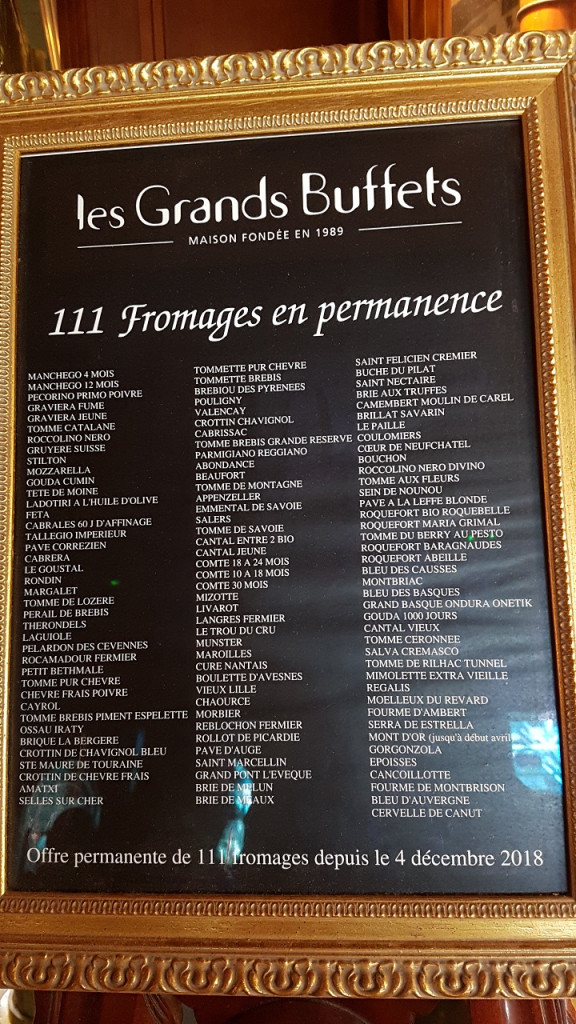 les Grands Buffets
MAISON FONDÉE EN 1989
111 Fromages en permanence
MANCHEGO 4 MOIS
MANCHEGO 12 MOIS
PECORINO PRIMO POIVRE
GRAVIERA FUME
GRAVIERA JEUNE
TOMME CATALANE
ROCCOLINO NERO
GRUYERE SUISSE
STILTON
MOZZARELLA
GOUDA CUMIN
TETE DE MOINE
LADOTIRI A L'HUILE D'OLIVE
FETA
CABRALES 60 J D'AFFINAGE
TALLEGIO IMPERIEUR
PAVE CORREZIEN
CABRERA
LE GOUSTAL
RONDIN
MARGALET
TOMME DE LOZERE
PERAIL DE BREBIS
THERONDELS
LAGUIOLE
PELARDON DES CEVENNES
ROCAMADOUR FERMIER
PETIT BETHMALE
TOMME PUR CHEVRE
CHEVRE FRAIS POIVRE
CAYROL
TOMME BREBIS PIMENT ESPELETTE
OSSAU IRATY
BRIQUE LA BERGERE
CROTTIN DE CHAVIGNOL BLEU
STE MAURE DE TOURAINE
CROTTIN DE CHEVRE FRAIS
AMATXI
SELLES SUR CHER
TOMMETTE PUR CHEVRE
TOMMETTE BREBIS
BREBIOU DES PYRENEES
POULIGNY
VALENCAY
CROTTIN CHAVIGNOL
CABRISSAC
TOMME BREBIS GRANDE RESERVE
PARMIGIANO REGGIANO
ABONDANCE
BEAUFORT
TOMME DE MONTAGNE
APPENZELLER
EMMENTAL DE SAVOIE
SALERS
TOMME DE SAVOIE
CANTAL ENTRE 2 BIO
CANTAL JEUNE
COMTE 18 A 24 MOIS
COMTE 10 A 18 MOIS
COMTE 30 MOIS
MIZOTTE
LIVAROT
LANGRES FERMIER
LE TROU DU CRU
MUNSTER
MAROILLES
CURE NANTAIS
BOULETTE D'AVESNES
VIEUX LILLE
CHAOURCE
MORBIER
REBLOCHON FERMIER
ROLLOT DE PICARDIE
PAVE D'AUGE
SAINT MARCELLIN
GRAND PONT L'EVEQUE
BRIE DE MELUN
BRIE DE MEAUX
SAINT FELICIEN CREMIER
BUCHE DU PILAT
SAINT NECTAIRE
BRIE AUX TRUFFES
CAMEMBERT MOULIN DE CAREL
BRILLAT SAVARIN
LE PAILLE
COULOMIERS
CŒUR DE NEUFCHATEL
BOUCHON
ROCCOLINO NERO DIVINO
TOMME AUX FLEURS
SEIN DE NOUNOU
PAVE A LA LEFFE BLONDE
ROQUEFORT BIO ROQUEBELLE
ROQUEFORT MARIA GRIMAL
TOMME DU BERRY AU PESTO
ROQUEFORT BARAGNAUDES
ROQUEFORT ABEILLE
BLEU DES CAUSSES
MONTBRIAC
BLEU DES BASQUES
GRAND BASQUE ONDURA ONETIK
GOUDA 1000 JOURS
CANTAL VIEUX
TOMME CERONNEE
SALVA CREMASCO
TOMME DE RILHAC TUNNEL
MIMOLETTE EXTRA VIEILLE
REGALIS
MOELLEUX DU REVARD
FOURME D'AMBERT
SERRA DE ESTRELLA
MONT D'OR (jusqu'à début avril
GORGONZOLA
EPOISSES
CANCOILLOTTE
FOURME DE MONTBRISON
BLEU D'AUVERGNE
CERVELLE DE CANUT
Offre permanente de 111 fromages depuis le 4 décembre 2018